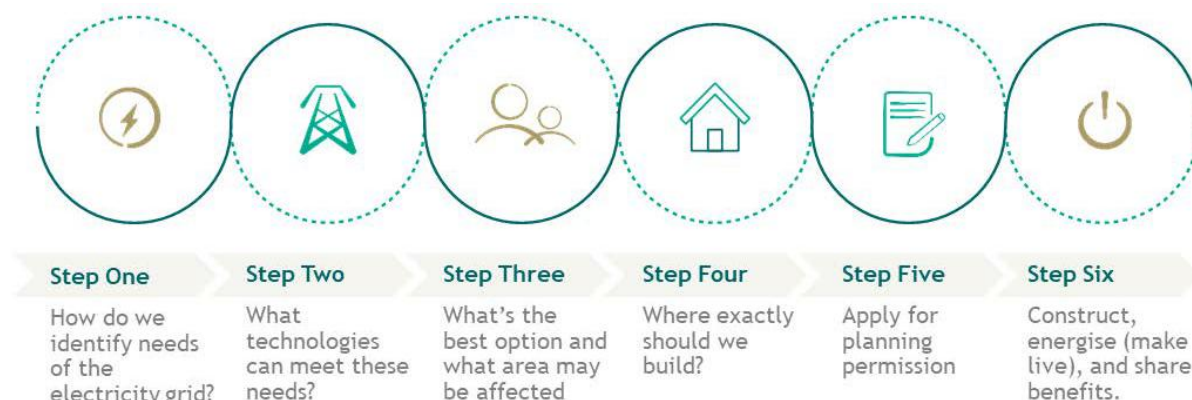 Step One
How do we
identify needs
of the
electricity grid?
Step Two
What
technologies
can meet these
needs?
Step Three
What's the
best option and
what area may
be affected
Step Four
Where exactly
should we
build?
Step Five
Apply for
planning
permission
Step Six
Construct,
energise (make
live), and share
benefits.